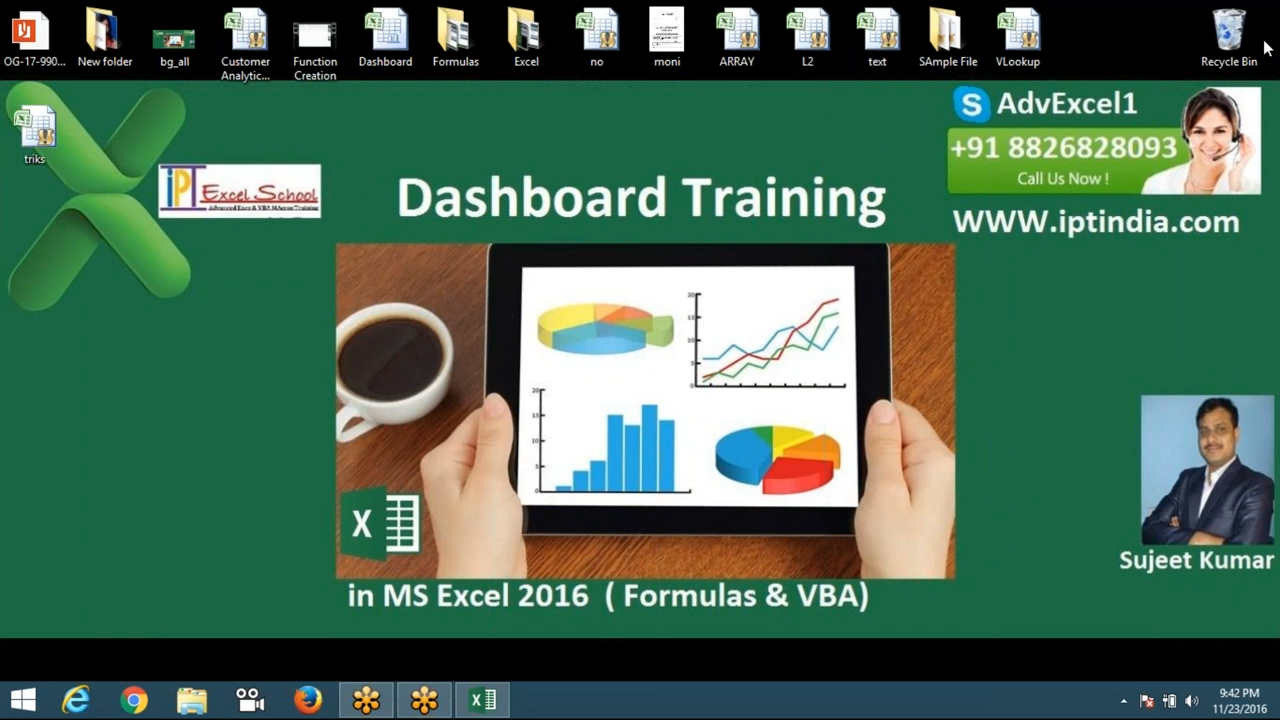 OG-17-990...
New folder
bg_all
Customer
Analytic...
Function
Creation
Dashboard
Formulas
Excel
no
moni
ARRAY
L2
text
SAmple File
VLookup
Recycle Bin
triks
AdvExcel1
+91 8826828093
Call Us Now !
WWW.iptindia.com
iPT Excel School
Dashboard Training
in MS Excel 2016 ( Formulas & VBA)
Sujeet Kumar
9:42 PM
11/23/2016